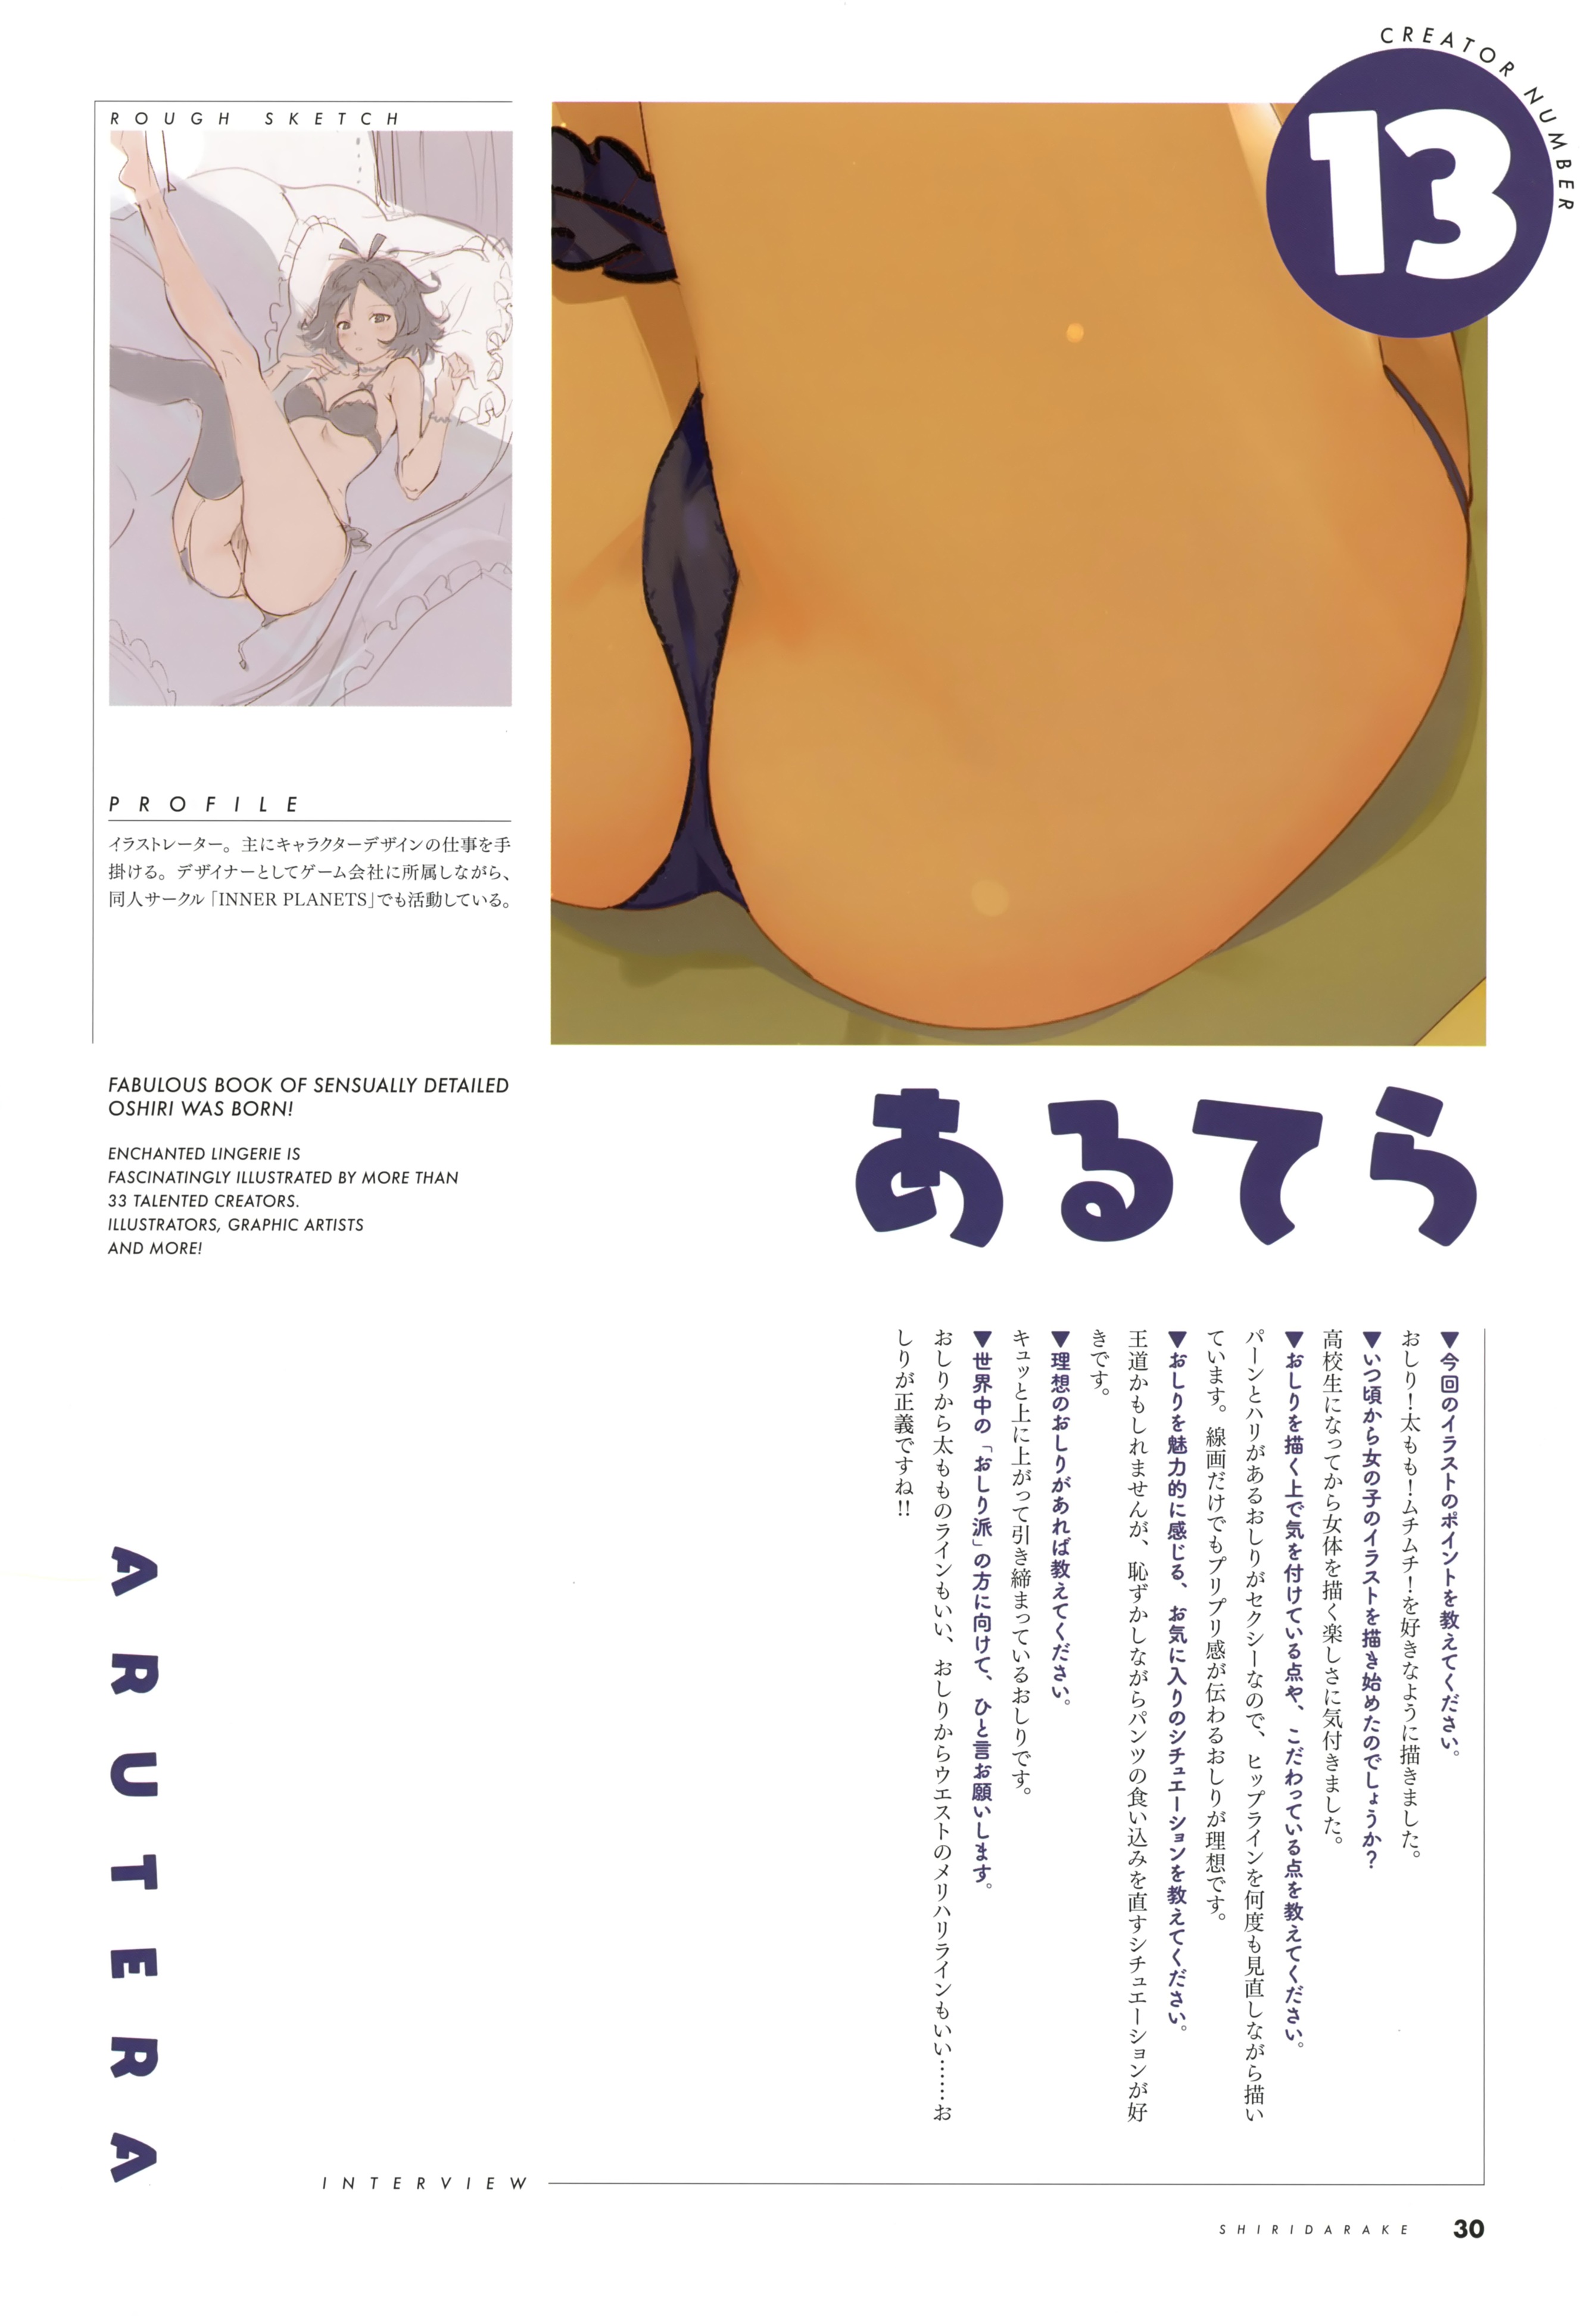 CREATOR NUMBER
13
ROUGH SKETCH
PROFILE
イラストレーター。主にキャラクターデザインの仕事を手
掛ける。デザイナーとしてゲーム会社に所属しながら、
同人サークル「INNER PLANETS」でも活動している。
FABULOUS BOOK OF SENSUALLY DETAILED
OSHIRI WAS BORN!
ENCHANTED LINGERIE IS
FASCINATINGLY ILLUSTRATED BY MORE THAN
33 TALENTED CREATORS.
ILLUSTRATORS, GRAPHIC ARTISTS
AND MORE!
あるてら
▼今回のイラストのポイントを教えてください。
おしり！太もも！ムチムチ！を好きなように描きました。
▼いつ頃から女の子のイラストを描き始めたのでしょうか？
高校生になってから女体を描く楽しさに気付きました。
▼おしりを描く上で気を付けている点や、こだわっている点を教えてください。
パーンとハリがあるおしりがセクシーなので、ヒップラインを何度も見直しながら描い
ています。線画だけでもプリプリ感が伝わるおしりが理想です。
▼おしりを魅力的に感じる、お気に入りのシチュエーションを教えてください。
王道かもしれませんが、恥ずかしながらパンツの食い込みを直すシチュエーションが好
きです。
▼理想のおしりがあれば教えてください。
キュッと上に上がって引き締まっているおしりです。
▼世界中の「おしり派」の方に向けて、ひと言お願いします。
おしりから太もものラインもいい、おしりからウエストのメリハリラインもいい……お
しりが正義ですね!!
ARUTERA
INTERVIEW
SHIRIDARAKE 30